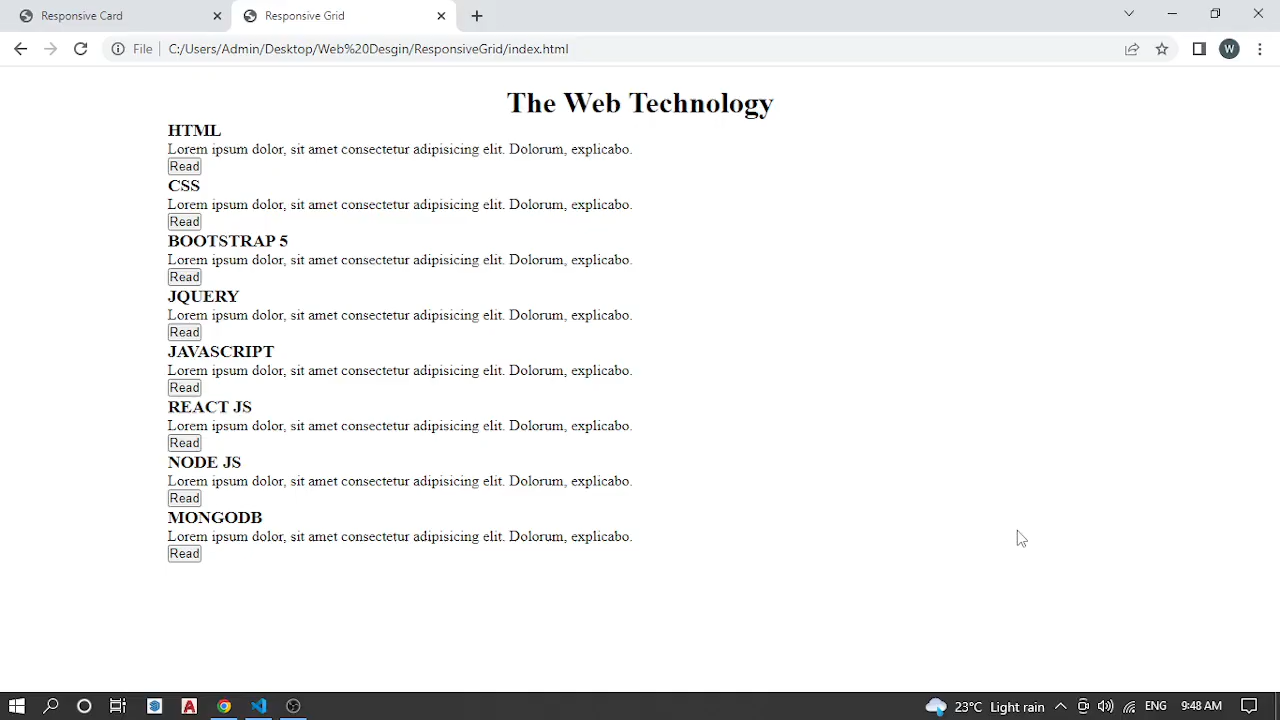 Responsive Card
Responsive Grid
File
C:/Users/Admin/Desktop/Web%20Desgin/ResponsiveGrid/index.html
W
The Web Technology
HTML
Lorem ipsum dolor, sit amet consectetur adipisicing elit. Dolorum, explicabo.
Read
CSS
Lorem ipsum dolor, sit amet consectetur adipisicing elit. Dolorum, explicabo.
Read
BOOTSTRAP 5
Lorem ipsum dolor, sit amet consectetur adipisicing elit. Dolorum, explicabo.
Read
JQUERY
Lorem ipsum dolor, sit amet consectetur adipisicing elit. Dolorum, explicabo.
Read
JAVASCRIPT
Lorem ipsum dolor, sit amet consectetur adipisicing elit. Dolorum, explicabo.
Read
REACT JS
Lorem ipsum dolor, sit amet consectetur adipisicing elit. Dolorum, explicabo.
Read
NODE JS
Lorem ipsum dolor, sit amet consectetur adipisicing elit. Dolorum, explicabo.
Read
MONGODB
Lorem ipsum dolor, sit amet consectetur adipisicing elit. Dolorum, explicabo.
Read
23°C Light rain
ENG
9:48 AM